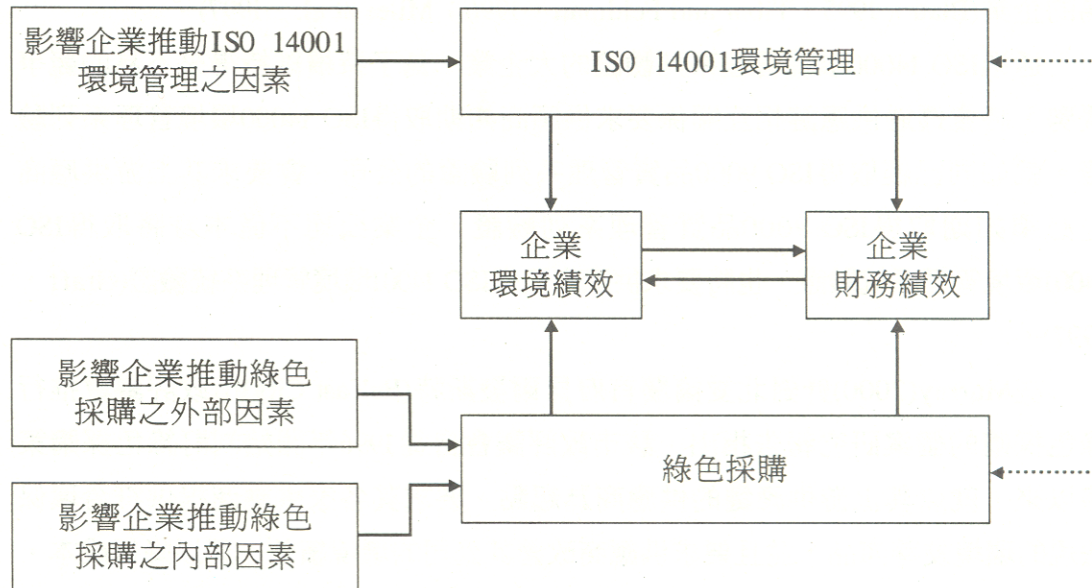 影響企業推動ISO 14001
環境管理之因素
ISO 14001環境管理
企業
環境績效
企業
財務績效
影響企業推動綠色
採購之外部因素
綠色採購
影響企業推動綠色
採購之內部因素